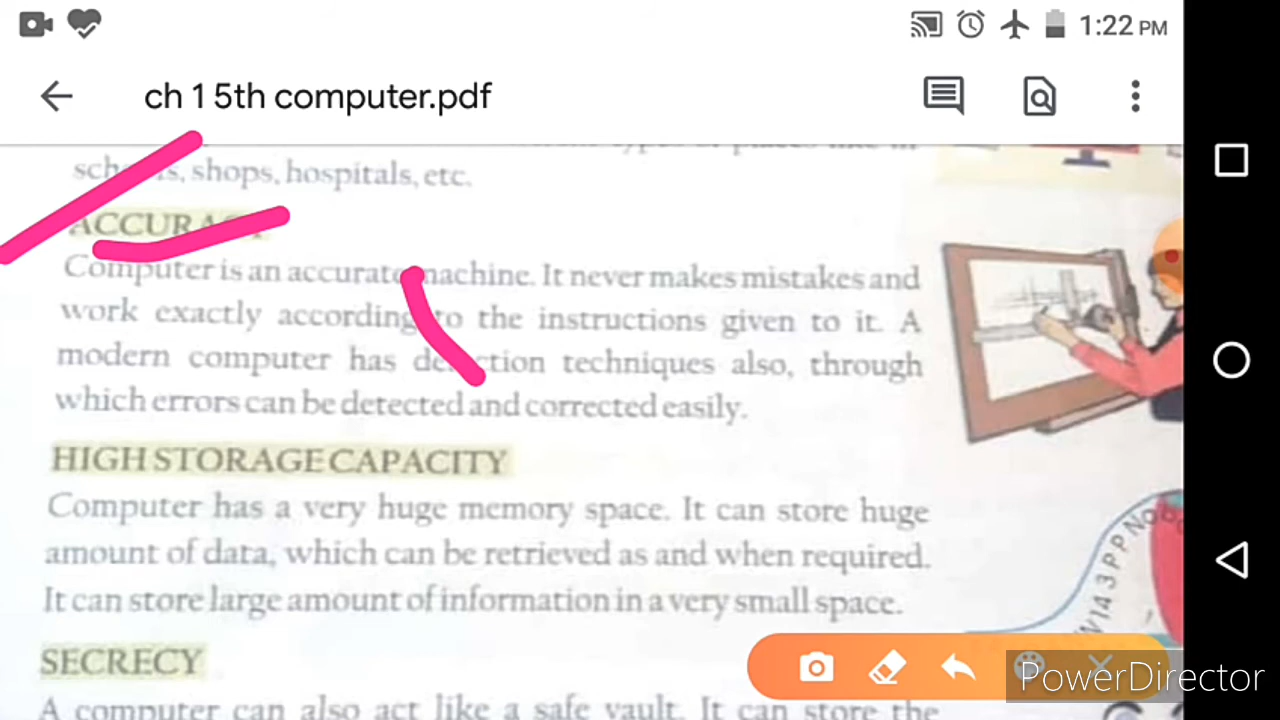 1:22 PM
ch 1 5th computer.pdf
shops, hospitals, etc.
ACCURACY
Computer is an accurate machine. It never makes mistakes and
work exactly according to the instructions given to it. A
modern computer has detection techniques also, through
which errors can be detected and corrected easily.
HIGH STORAGE CAPACITY
Computer has a very huge memory space. It can store huge
amount of data, which can be retrieved as and when required.
It can store large amount of information in a very small space.
SECRECY
A computer can also act like a safe vault. It can store the
PowerDirector